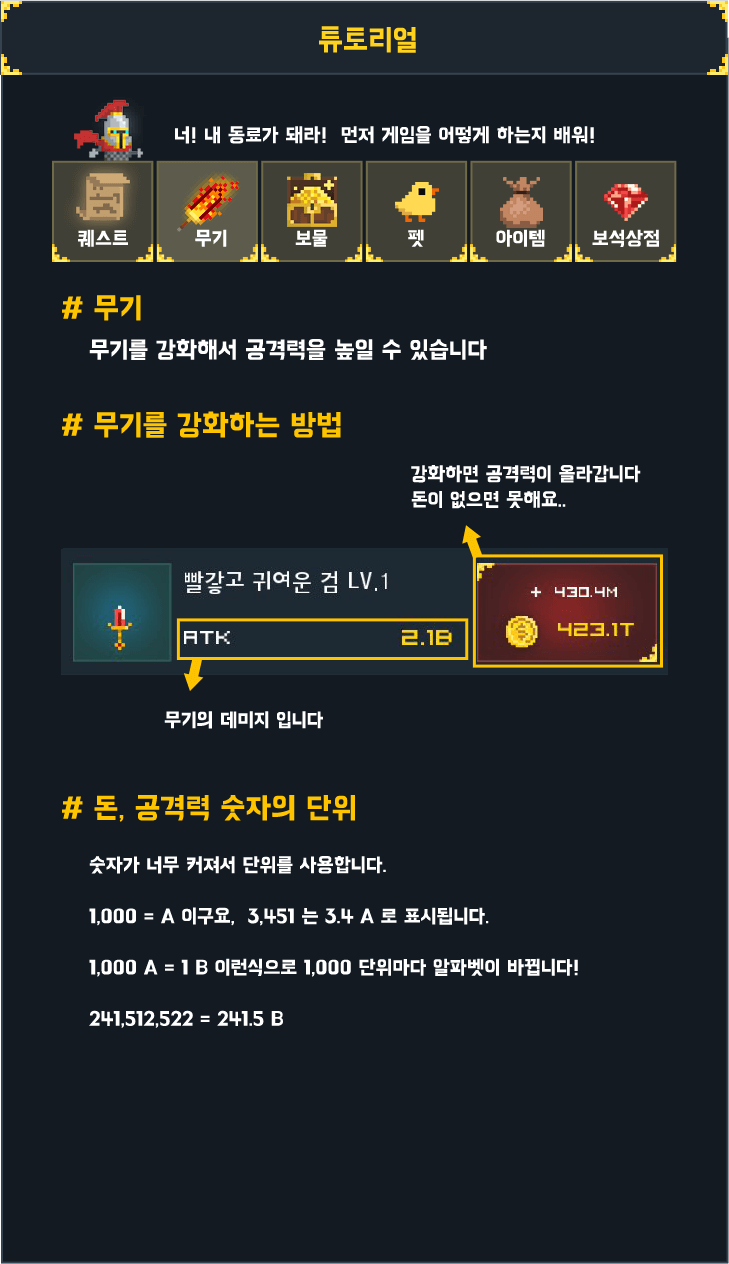 튜토리얼
너! 내 동료가 돼라! 먼저 게임을 어떻게 하는지 배워!
퀘스트 무기 보물 펫 아이템 보석상점
# 무기
무기를 강화해서 공격력을 높일 수 있습니다
# 무기를 강화하는 방법
강화하면 공격력이 올라갑니다
돈이 없으면 못해요..
빨갛고 귀여운 검 LV.1
+ 430.4M
ATK 2.1B
423.1T
무기의 데미지 입니다
# 돈, 공격력 숫자의 단위
숫자가 너무 커져서 단위를 사용합니다.
1,000 = A 이구요, 3,451 는 3.4 A 로 표시됩니다.
1,000 A = 1 B 이런식으로 1,000 단위마다 알파벳이 바뀝니다!
241,512,522 = 241.5 B